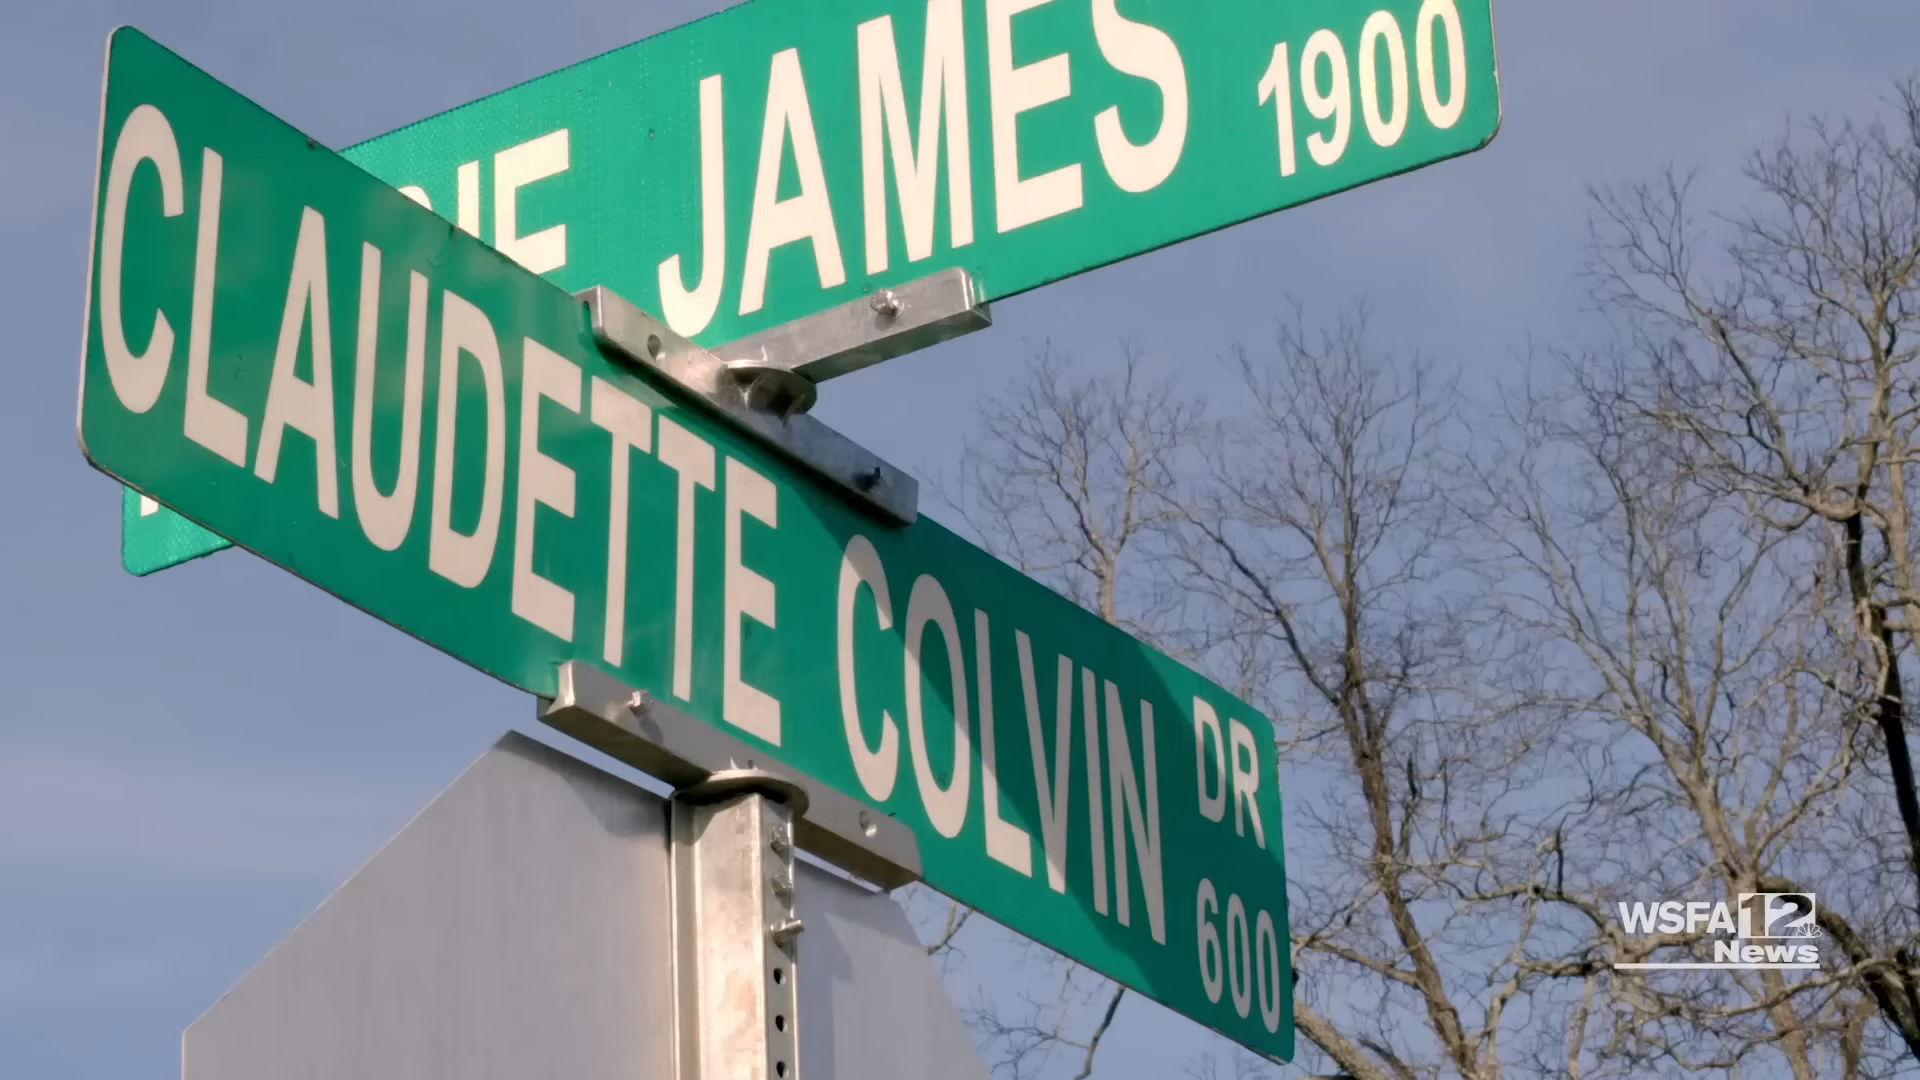 JAMES 1900
CLAUDETTE COLVIN DR
600
WSFA 12
News